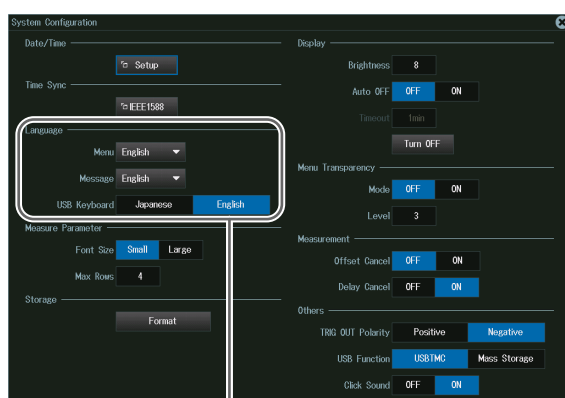 System Configuration
Date/Time
Setup
Time Sync
IEEE1588
Language
Menu English
Message English
USB Keyboard Japanese English
Measure Parameter
Font Size Small Large
Max Rows 4
Storage
Format
Display
Brightness 8
Auto OFF OFF ON
Timeout 1min
Turn OFF
Menu Transparency
Mode OFF ON
Level 3
Measurement
Offset Cancel OFF ON
Delay Cancel OFF ON
Others
TRIG OUT Polarity Positive Negative
USB Function USBTMC Mass Storage
Click Sound OFF ON